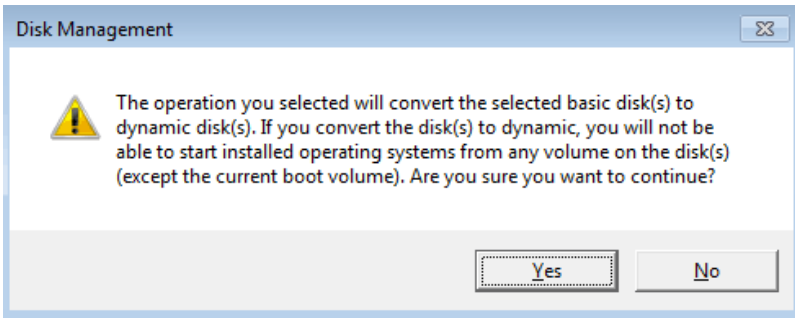 Disk Management
The operation you selected will convert the selected basic disk(s) to
dynamic disk(s). If you convert the disk(s) to dynamic, you will not be
able to start installed operating systems from any volume on the disk(s)
(except the current boot volume). Are you sure you want to continue?
Yes
No